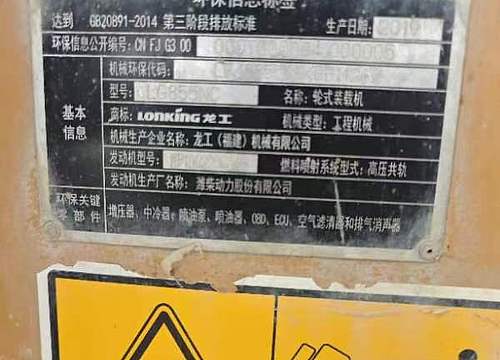 环保信息标签
达到 GB20891-2014 第三阶段排放标准 生产日期: 2019
环保信息公开编号: CN FJ G3 00
机械环保代码:
型号: LG855NC 名称: 轮式装载机
基本信息
商标: LONKING 龙工 机械类型: 工程机械
机械生产企业名称: 龙工 (福建) 机械有限公司
发动机型号: 燃料喷射系统型式: 高压共轨
发动机生产厂名称: 潍柴动力股份有限公司
环保关键零部件
增压器、中冷器、喷油泵、喷油器、OBD、ECU、空气滤清器和排气消声器